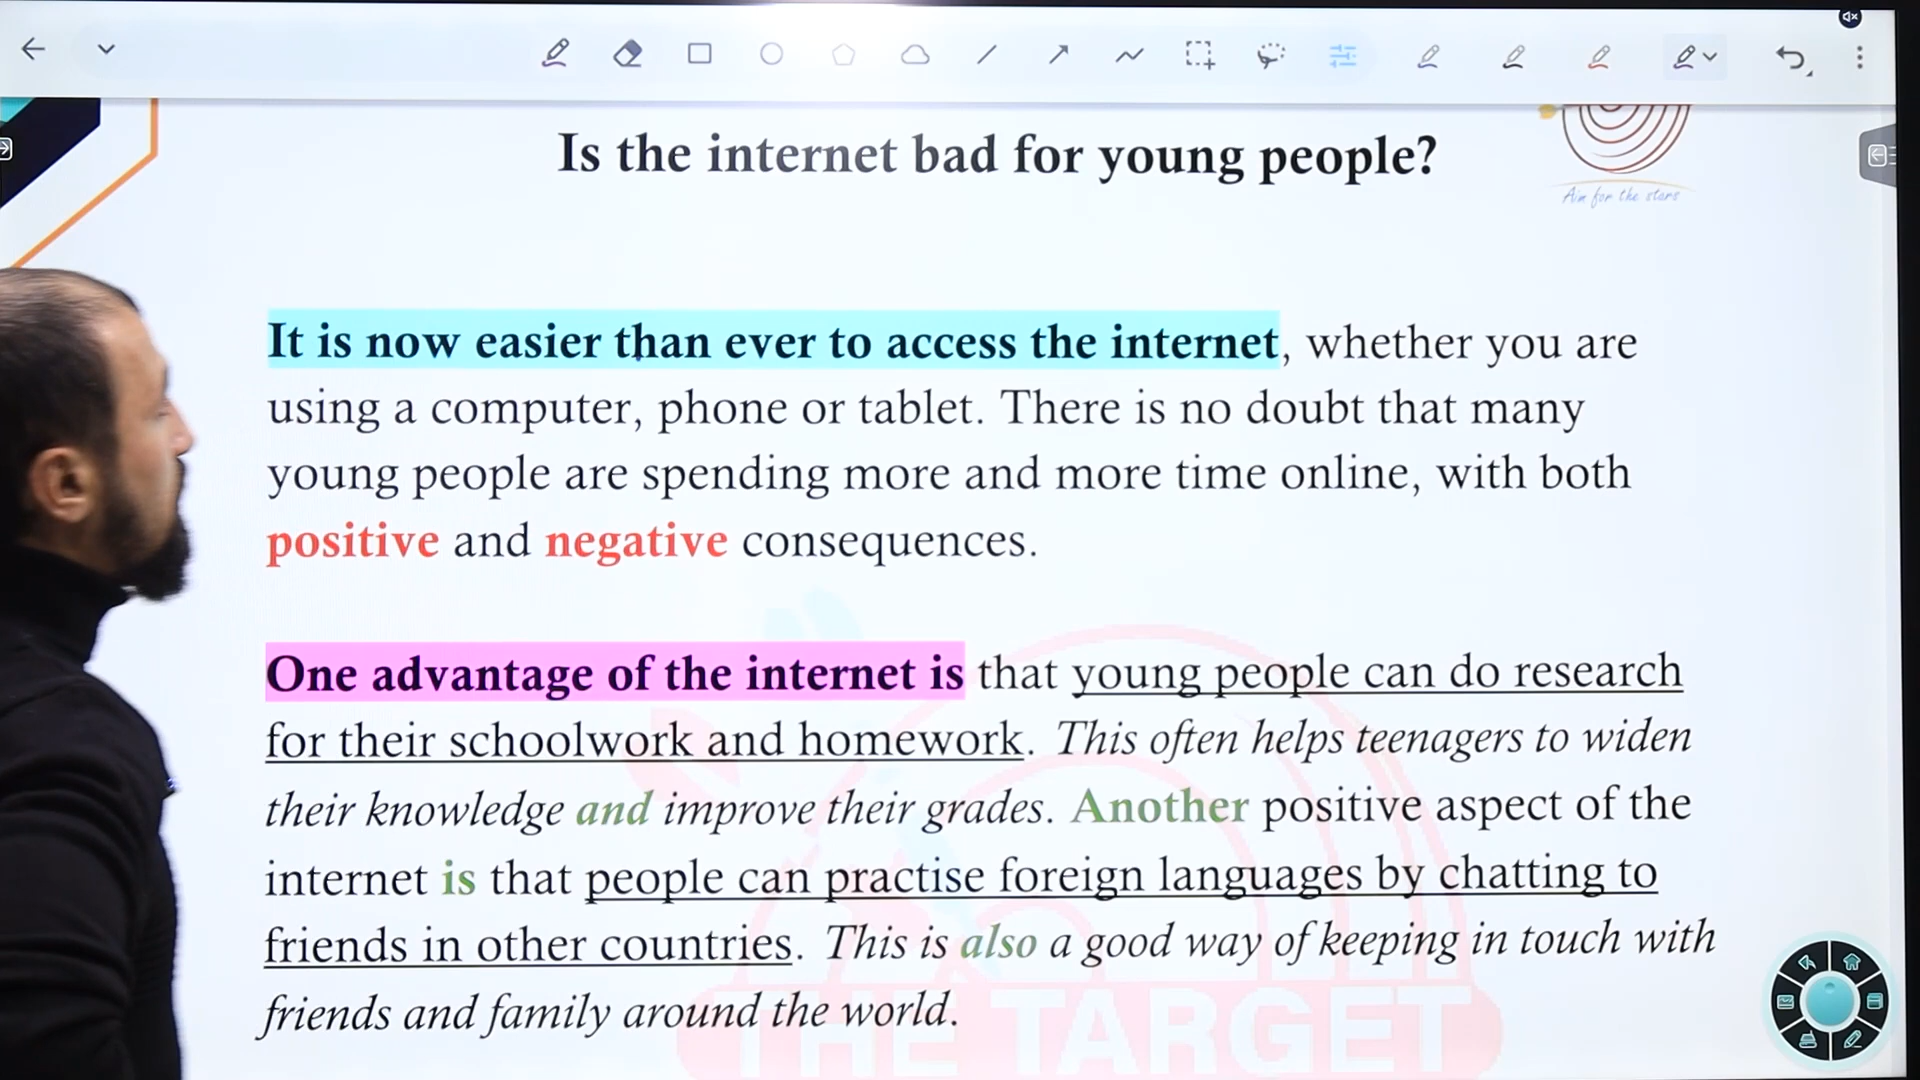 Is the internet bad for young people?
Aim for the stars
It is now easier than ever to access the internet, whether you are
using a computer, phone or tablet. There is no doubt that many
young people are spending more and more time online, with both
positive and negative consequences.
One advantage of the internet is that young people can do research
for their schoolwork and homework. This often helps teenagers to widen
their knowledge and improve their grades. Another positive aspect of the
internet is that people can practise foreign languages by chatting to
friends in other countries. This is also a good way of keeping in touch with
friends and family around the world.
THE TARGET